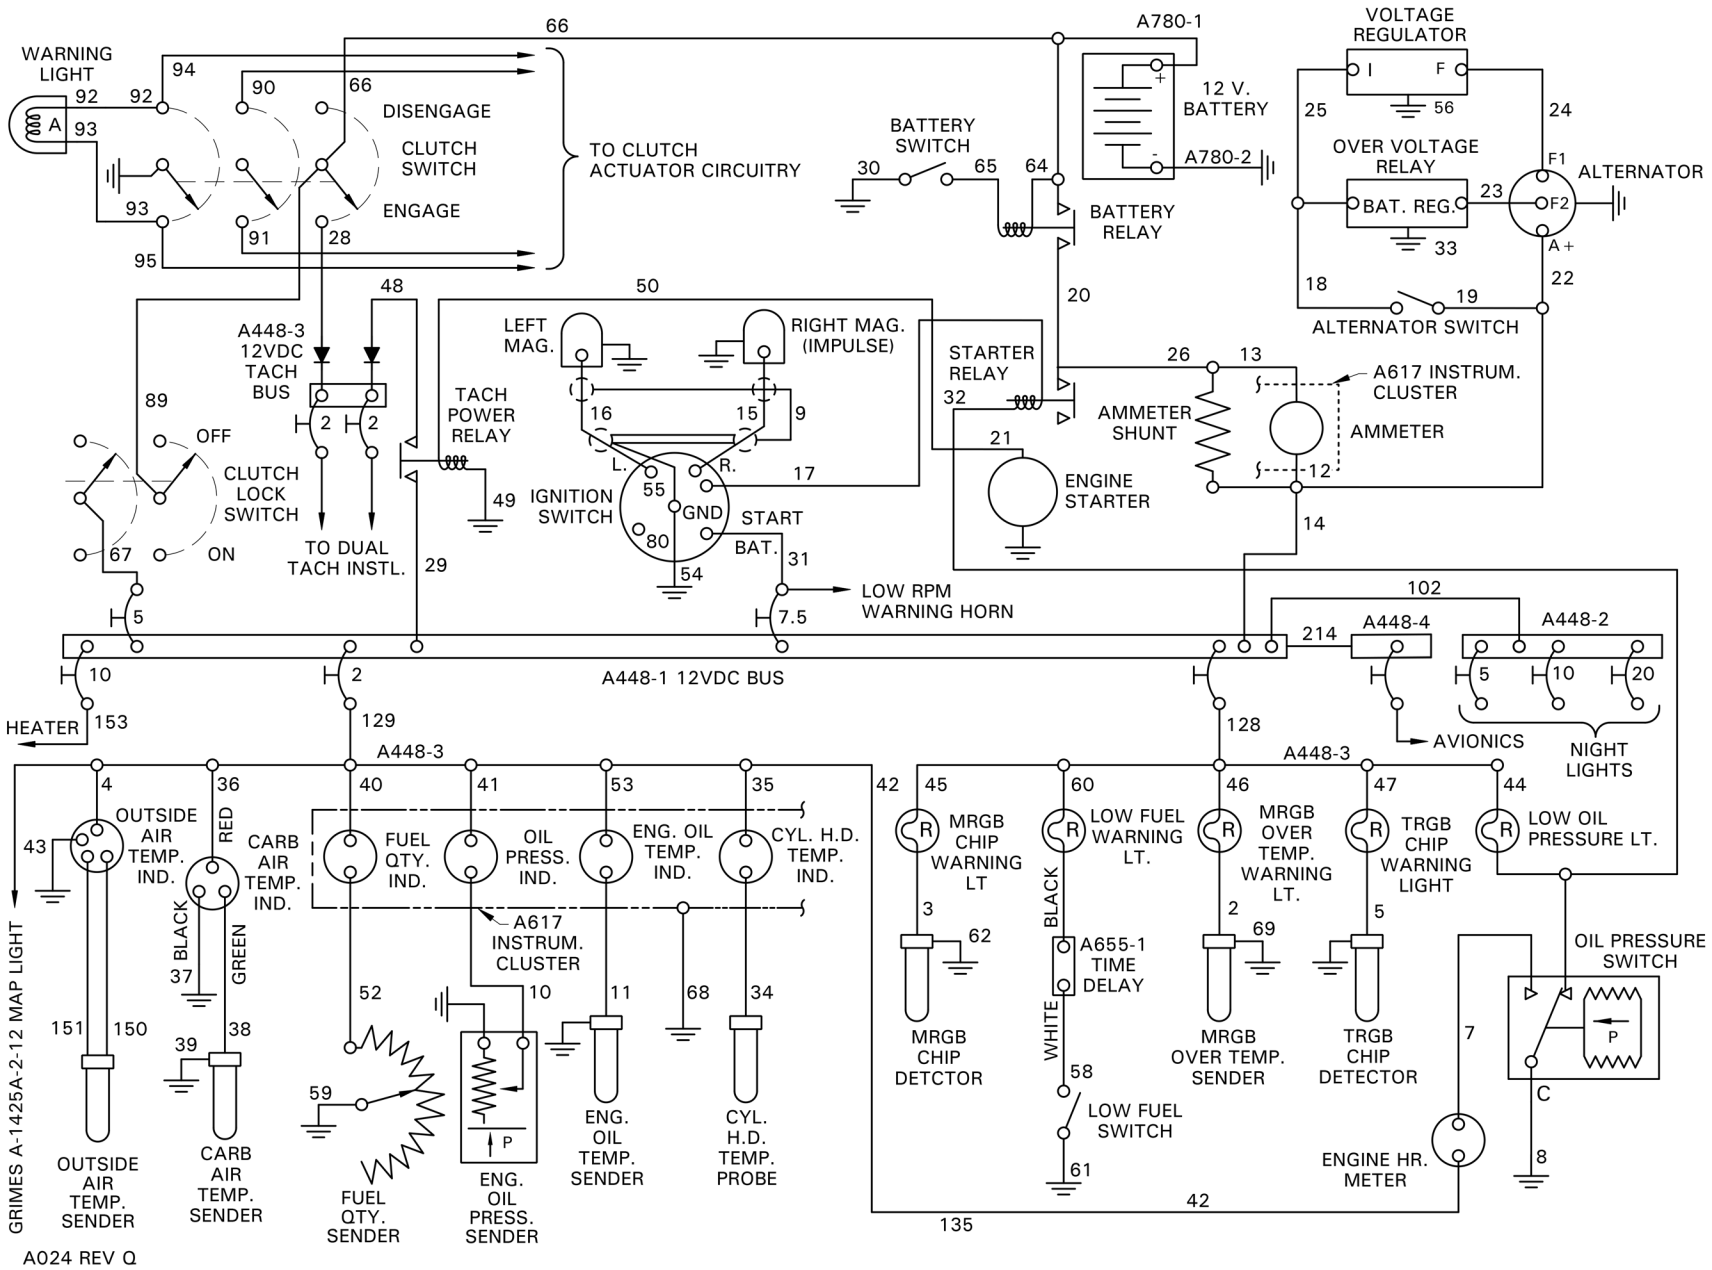 66
A780-1
VOLTAGE
REGULATOR
WARNING
LIGHT
94
90
66
92
92
A
93
93
DISENGAGE
CLUTCH
SWITCH
ENGAGE
95
91
28
TO CLUTCH
ACTUATOR CIRCUITRY
BATTERY
SWITCH
30
65
64
+
-
12 V.
BATTERY
A780-2
BATTERY
RELAY
I
F
56
25
24
OVER VOLTAGE
RELAY
BAT. REG.
33
23
F1
F2
A +
ALTERNATOR
22
18
19
ALTERNATOR SWITCH
48
50
20
A448-3
12VDC
TACH
BUS
2
2
TACH
POWER
RELAY
49
29
TO DUAL
TACH INSTL.
LEFT
MAG.
RIGHT MAG.
(IMPULSE)
16
15
9
L.
R.
55
GND
80
IGNITION
SWITCH
START
BAT.
54
17
31
LOW RPM
WARNING HORN
7.5
STARTER
RELAY
32
21
ENGINE
STARTER
26
13
AMMETER
SHUNT
A617 INSTRUM.
CLUSTER
AMMETER
12
14
89
OFF
CLUTCH
LOCK
SWITCH
ON
67
5
102
214
A448-4
A448-2
A448-1 12VDC BUS
10
153
HEATER
2
129
128
5
10
20
AVIONICS
NIGHT
LIGHTS
A448-3
A448-3
4
36
40
41
53
35
42
45
60
46
47
44
OUTSIDE
AIR
TEMP.
IND.
43
RED
CARB
AIR
TEMP.
IND.
FUEL
QTY.
IND.
OIL
PRESS.
IND.
ENG. OIL
TEMP.
IND.
CYL. H.D.
TEMP.
IND.
R
MRGB
CHIP
WARNING
LT
R
LOW FUEL
WARNING
LT.
R
MRGB
OVER
TEMP.
WARNING
LT.
R
TRGB
CHIP
WARNING
LIGHT
R
LOW OIL
PRESSURE LT.
BLACK
37
GREEN
A617
INSTRUM.
CLUSTER
3
62
BLACK
A655-1
TIME
DELAY
WHITE
2
69
5
OIL PRESSURE
SWITCH
P
C
151
150
39
38
52
10
11
68
34
59
P
MRGB
CHIP
DETCTOR
58
LOW FUEL
SWITCH
61
MRGB
OVER TEMP.
SENDER
TRGB
CHIP
DETECTOR
7
8
ENGINE HR.
METER
42
135
OUTSIDE
AIR
TEMP.
SENDER
CARB
AIR
TEMP.
SENDER
FUEL
QTY.
SENDER
ENG.
OIL
PRESS.
SENDER
ENG.
OIL
TEMP.
SENDER
CYL.
H.D.
TEMP.
PROBE
GRIMES A-1425A-2-12 MAP LIGHT
A024 REV Q